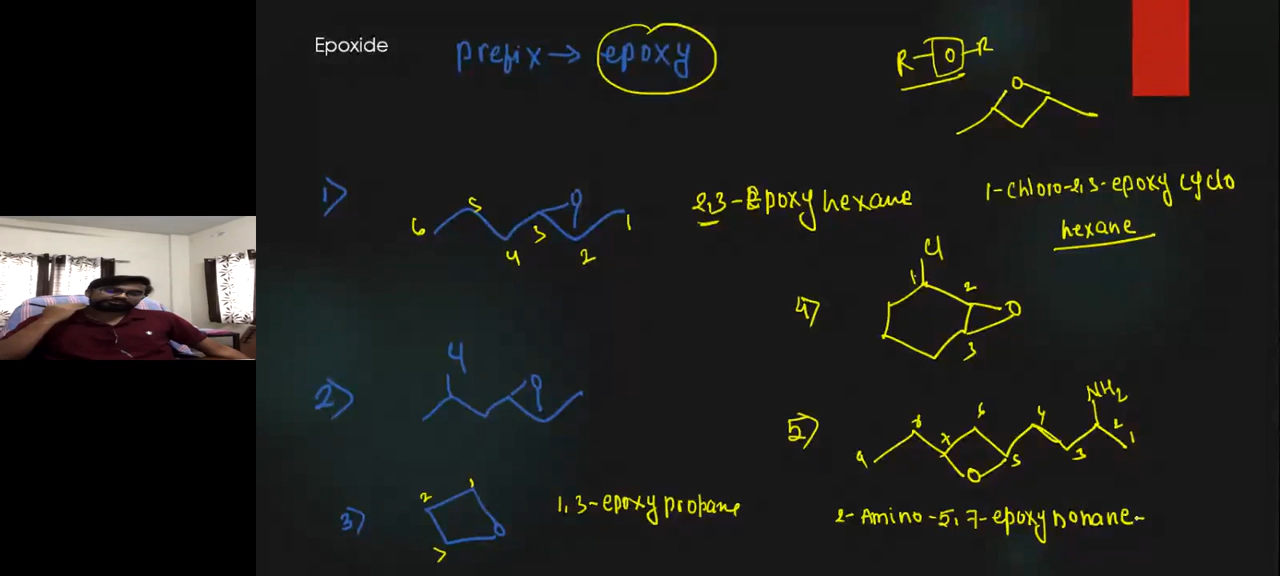 Epoxide
prefix → epoxy
R-O-R
O
1)
6 5 4 3 2 1
O
2,3-Epoxy hexane
1-chloro-2,3-epoxy cyclo
hexane
4)
Cl
1 2 3
O
2)
Cl
O
5)
NH2
9 8 7 6 5 4 3 2 1
O
3)
2 1
O
3
1,3-epoxy propane
2-Amino-5,7-epoxy nonane-